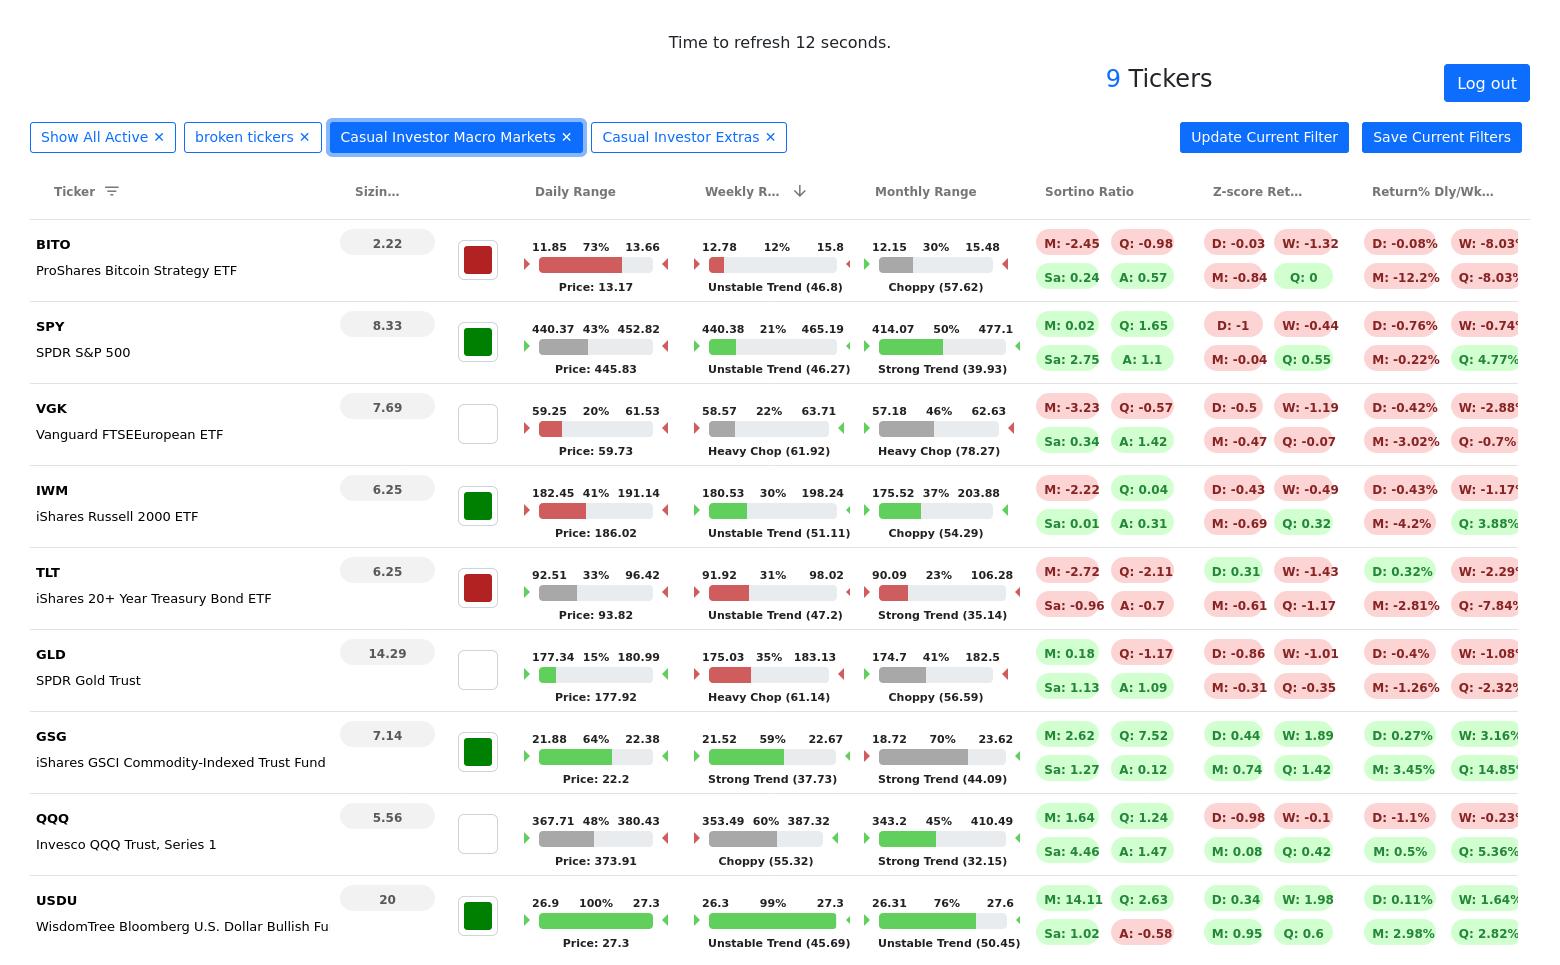 Time to refresh 12 seconds.
9 Tickers
Log out
Show All Active ✕ broken tickers ✕ Casual Investor Macro Markets ✕ Casual Investor Extras ✕ Update Current Filter Save Current Filters
Ticker Sizin... Daily Range Weekly R... Monthly Range Sortino Ratio Z-score Ret... Return% Dly/Wk...
BITO 2.22 11.85 73% 13.66 12.78 12% 15.8 12.15 30% 15.48 M: -2.45 Q: -0.98 D: -0.03 W: -1.32 D: -0.08% W: -8.03%
ProShares Bitcoin Strategy ETF Price: 13.17 Unstable Trend (46.8) Choppy (57.62) Sa: 0.24 A: 0.57 M: -0.84 Q: 0 M: -12.2% Q: -8.03%
SPY 8.33 440.37 43% 452.82 440.38 21% 465.19 414.07 50% 477.1 M: 0.02 Q: 1.65 D: -1 W: -0.44 D: -0.76% W: -0.74%
SPDR S&P 500 Price: 445.83 Unstable Trend (46.27) Strong Trend (39.93) Sa: 2.75 A: 1.1 M: -0.04 Q: 0.55 M: -0.22% Q: 4.77%
VGK 7.69 59.25 20% 61.53 58.57 22% 63.71 57.18 46% 62.63 M: -3.23 Q: -0.57 D: -0.5 W: -1.19 D: -0.42% W: -2.88%
Vanguard FTSEEuropean ETF Price: 59.73 Heavy Chop (61.92) Heavy Chop (78.27) Sa: 0.34 A: 1.42 M: -0.47 Q: -0.07 M: -3.02% Q: -0.7%
IWM 6.25 182.45 41% 191.14 180.53 30% 198.24 175.52 37% 203.88 M: -2.22 Q: 0.04 D: -0.43 W: -0.49 D: -0.43% W: -1.17%
iShares Russell 2000 ETF Price: 186.02 Unstable Trend (51.11) Choppy (54.29) Sa: 0.01 A: 0.31 M: -0.69 Q: 0.32 M: -4.2% Q: 3.88%
TLT 6.25 92.51 33% 96.42 91.92 31% 98.02 90.09 23% 106.28 M: -2.72 Q: -2.11 D: 0.31 W: -1.43 D: 0.32% W: -2.29%
iShares 20+ Year Treasury Bond ETF Price: 93.82 Unstable Trend (47.2) Strong Trend (35.14) Sa: -0.96 A: -0.7 M: -0.61 Q: -1.17 M: -2.81% Q: -7.84%
GLD 14.29 177.34 15% 180.99 175.03 35% 183.13 174.7 41% 182.5 M: 0.18 Q: -1.17 D: -0.86 W: -1.01 D: -0.4% W: -1.08%
SPDR Gold Trust Price: 177.92 Heavy Chop (61.14) Choppy (56.59) Sa: 1.13 A: 1.09 M: -0.31 Q: -0.35 M: -1.26% Q: -2.32%
GSG 7.14 21.88 64% 22.38 21.52 59% 22.67 18.72 70% 23.62 M: 2.62 Q: 7.52 D: 0.44 W: 1.89 D: 0.27% W: 3.16%
iShares GSCI Commodity-Indexed Trust Fund Price: 22.2 Strong Trend (37.73) Strong Trend (44.09) Sa: 1.27 A: 0.12 M: 0.74 Q: 1.42 M: 3.45% Q: 14.85%
QQQ 5.56 367.71 48% 380.43 353.49 60% 387.32 343.2 45% 410.49 M: 1.64 Q: 1.24 D: -0.98 W: -0.1 D: -1.1% W: -0.23%
Invesco QQQ Trust, Series 1 Price: 373.91 Choppy (55.32) Strong Trend (32.15) Sa: 4.46 A: 1.47 M: 0.08 Q: 0.42 M: 0.5% Q: 5.36%
USDU 20 26.9 100% 27.3 26.3 99% 27.3 26.31 76% 27.6 M: 14.11 Q: 2.63 D: 0.34 W: 1.98 D: 0.11% W: 1.64%
WisdomTree Bloomberg U.S. Dollar Bullish Fu Price: 27.3 Unstable Trend (45.69) Unstable Trend (50.45) Sa: 1.02 A: -0.58 M: 0.95 Q: 0.6 M: 2.98% Q: 2.82%